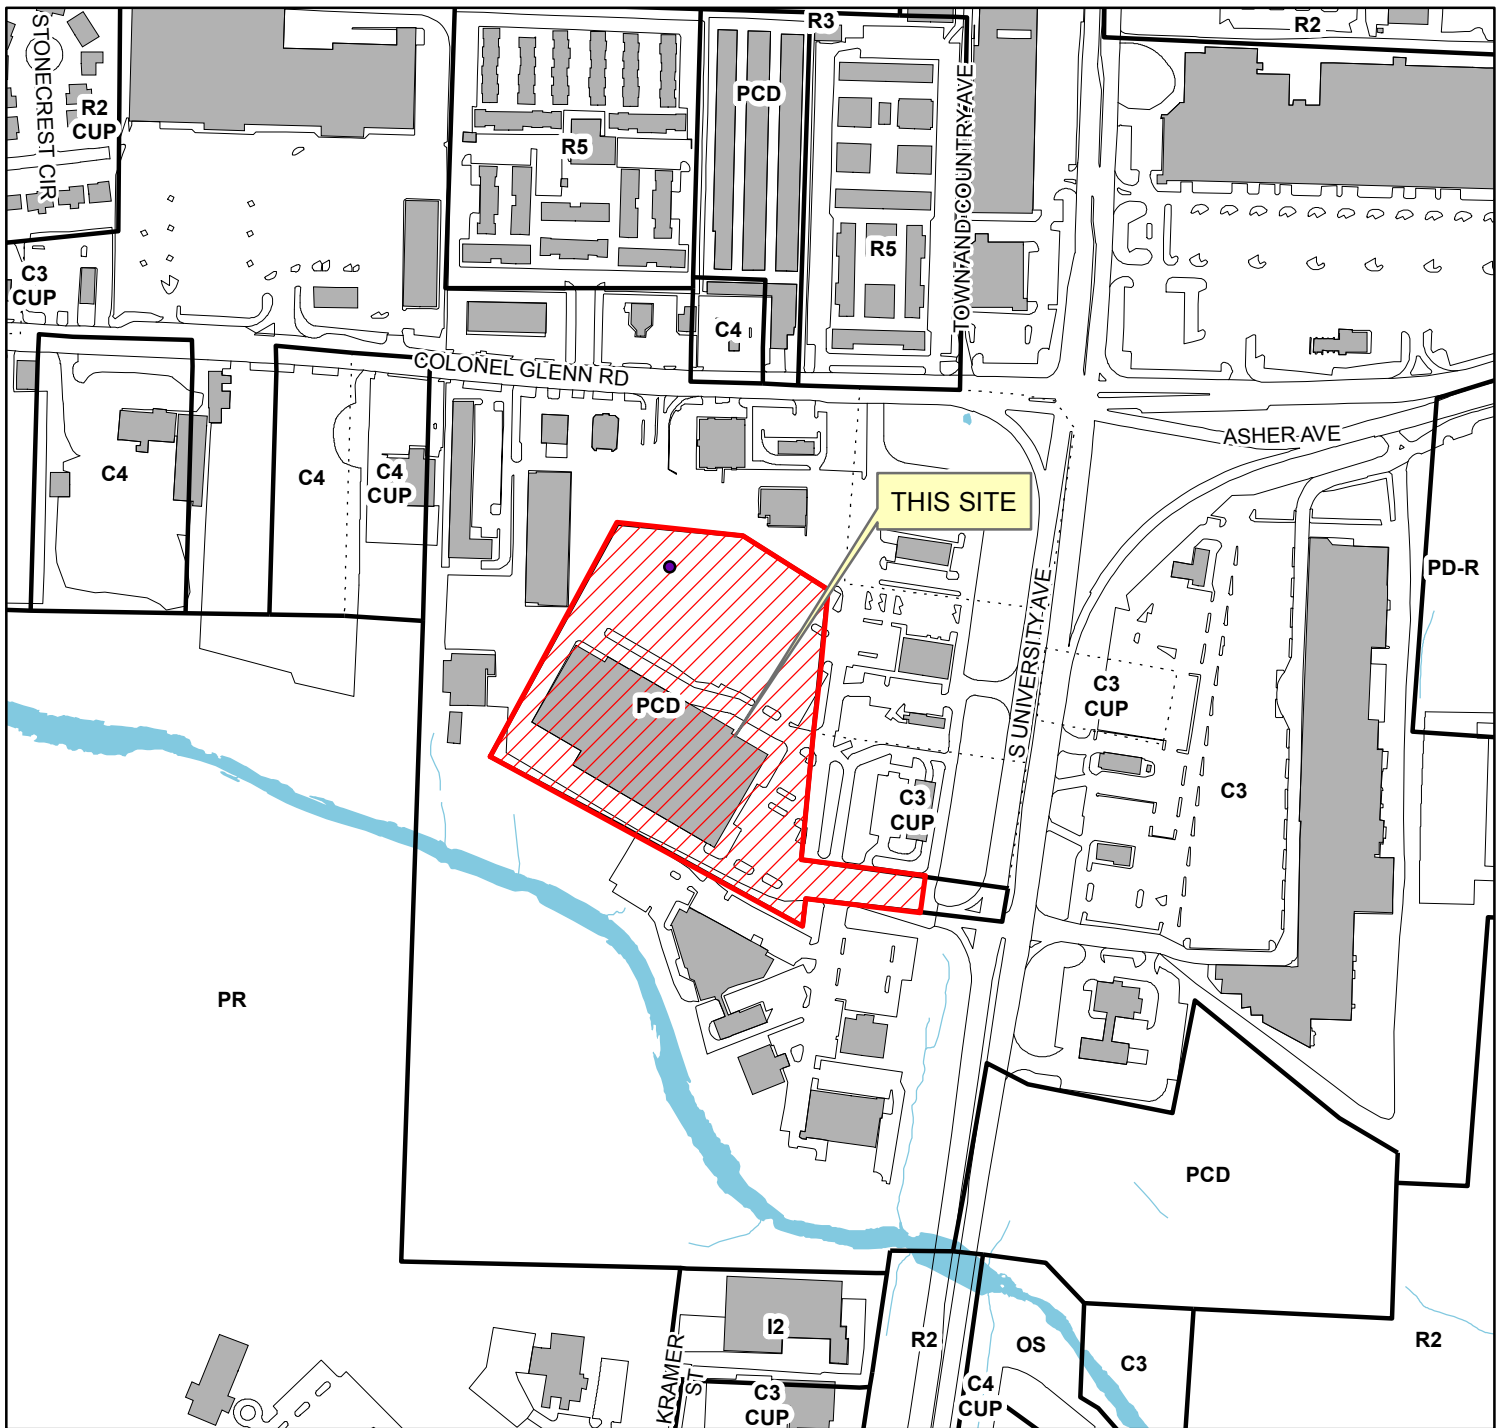 STONECREST CIR
R2
CUP
R5
PCD
R3
R5
TOWN AND COUNTRY AVE
R2
C3
CUP
C4
COLONEL GLENN RD
ASHER AVE
C4
C4
C4
CUP
THIS SITE
S UNIVERSITY AVE
PD-R
PCD
C3
CUP
C3
C3
CUP
PR
PCD
I2
KRAMER
ST
C3
CUP
R2
OS
C4
CUP
C3
R2